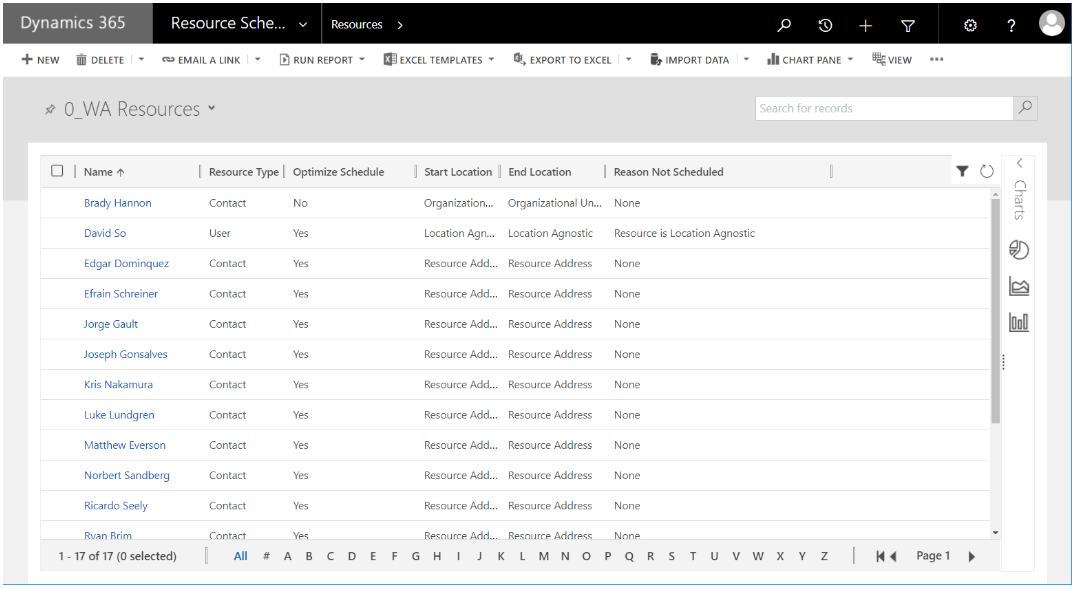 Dynamics 365 Resource Sche... Resources
NEW DELETE EMAIL A LINK RUN REPORT EXCEL TEMPLATES EXPORT TO EXCEL IMPORT DATA CHART PANE VIEW
0_WA Resources Search for records
Name Resource Type Optimize Schedule Start Location End Location Reason Not Scheduled
Brady Hannon Contact No Organization... Organizational Un... None
David So User Yes Location Agn... Location Agnostic Resource is Location Agnostic
Edgar Dominquez Contact Yes Resource Add... Resource Address None
Efrain Schreiner Contact Yes Resource Add... Resource Address None
Jorge Gault Contact Yes Resource Add... Resource Address None
Joseph Gonsalves Contact Yes Resource Add... Resource Address None
Kris Nakamura Contact Yes Resource Add... Resource Address None
Luke Lundgren Contact Yes Resource Add... Resource Address None
Matthew Everson Contact Yes Resource Add... Resource Address None
Norbert Sandberg Contact Yes Resource Add... Resource Address None
Ricardo Seely Contact Yes Resource Add... Resource Address None
Ryan Brim Contact Yes Resource Add... Resource Address None
1 - 17 of 17 (0 selected) All # A B C D E F G H I J K L M N O P Q R S T U V W X Y Z Page 1
Charts